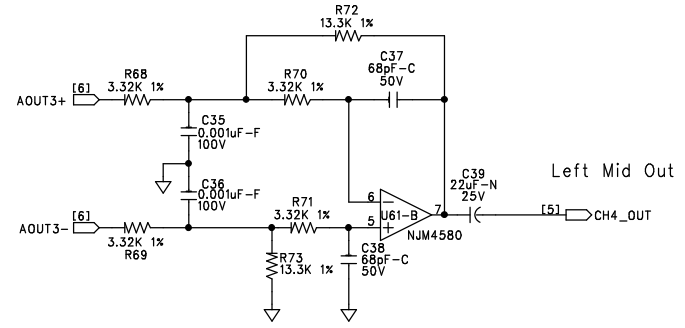 R72
13.3K 1%
C37
68pF-C
50V
R68
3.32K 1%
R70
3.32K 1%
[6]
AOUT3+
C35
0.001uF-F
100V
C36
0.001uF-F
100V
C39
22uF-N
25V
Left Mid Out
6
U61-B
7
5
NJM4580
[5]
CH4_OUT
R71
3.32K 1%
[6]
AOUT3-
3.32K 1%
R69
R73
13.3K 1%
C38
68pF-C
50V